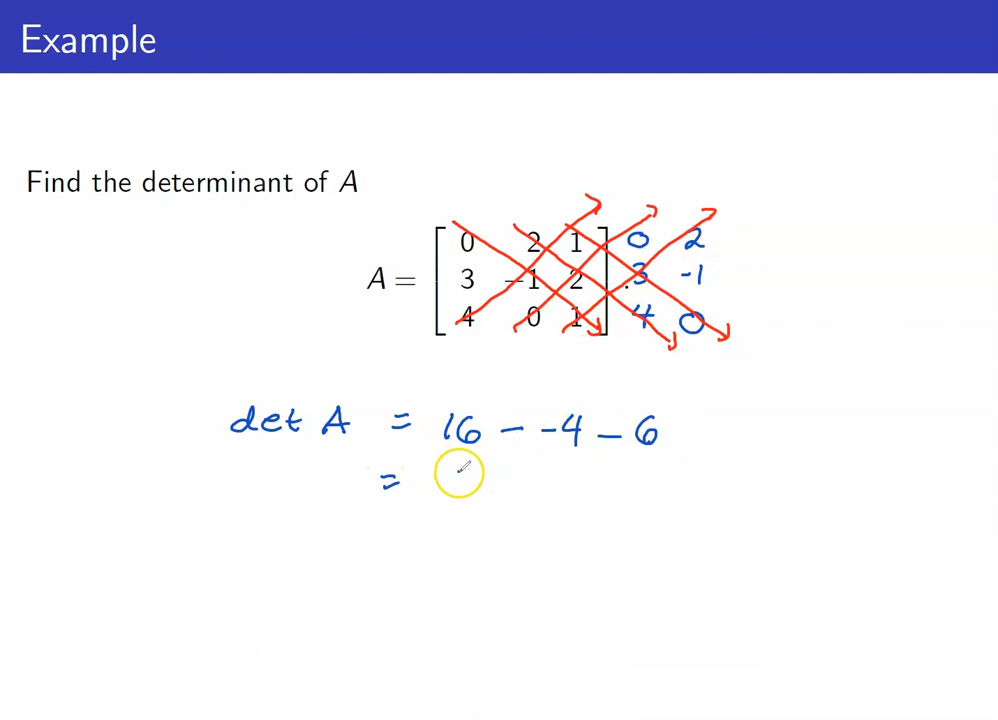 Example
Find the determinant of A
0 2 1 0 2
A = 3 −1 2 . 3 -1
4 0 1 4 0
det A = 16 - -4 - 6
=